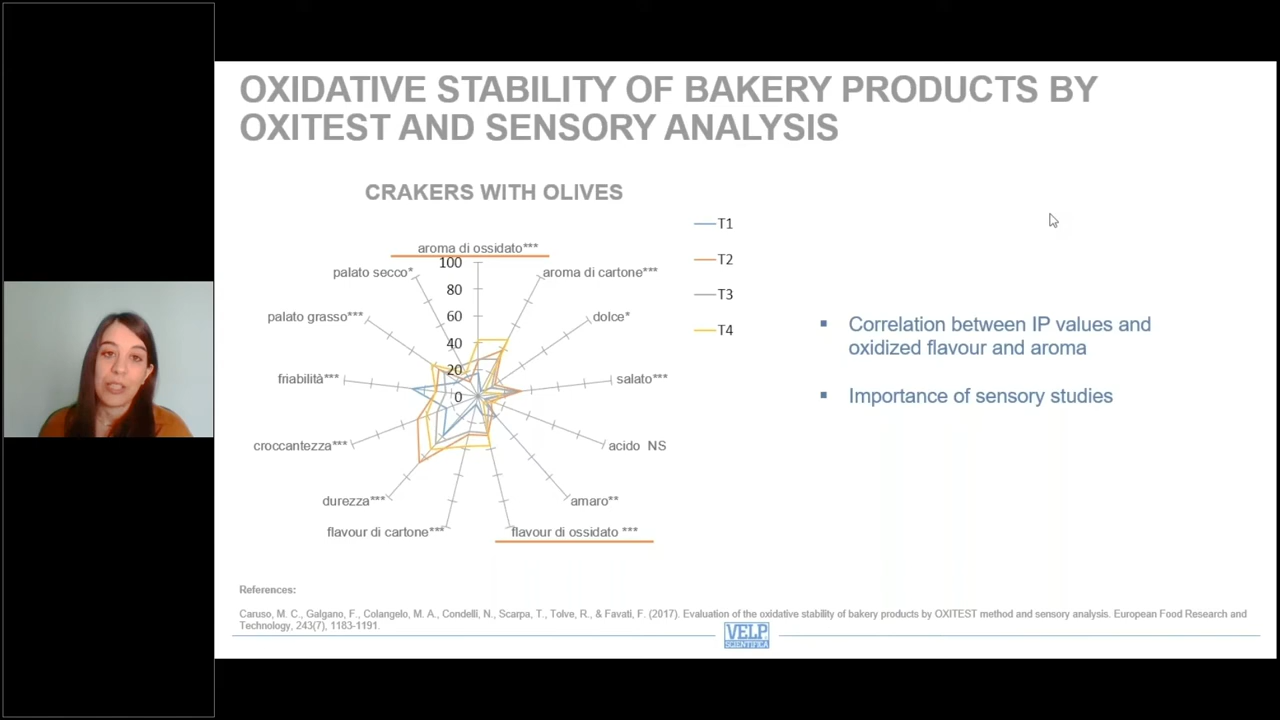 OXIDATIVE STABILITY OF BAKERY PRODUCTS BY
OXITEST AND SENSORY ANALYSIS
CRAKERS WITH OLIVES
T1
T2
T3
T4
aroma di ossidato***
aroma di cartone***
dolce*
salato***
acido NS
amaro**
flavour di ossidato ***
flavour di cartone***
durezza***
croccantezza***
friabilità***
palato grasso***
palato secco*
100
80
60
40
20
0
▪ Correlation between IP values and
oxidized flavour and aroma
▪ Importance of sensory studies
References:
Caruso, M. C., Galgano, F., Colangelo, M. A., Condelli, N., Scarpa, T., Tolve, R., & Favati, F. (2017). Evaluation of the oxidative stability of bakery products by OXITEST method and sensory analysis. European Food Research and
Technology, 243(7), 1183-1191.
VELP
SCIENTIFICA